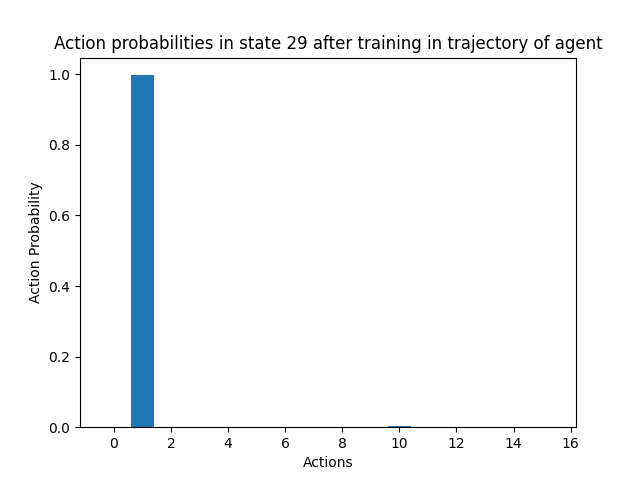 Action probabilities in state 29 after training in trajectory of agent
1.0
0.8
0.6
0.4
0.2
0.0
Action Probability
0 2 4 6 8 10 12 14 16
Actions